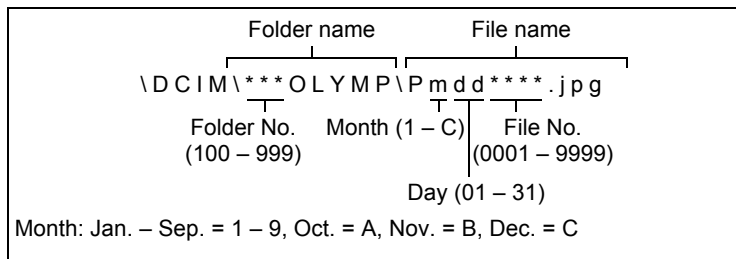 Folder name File name
\DCIM\***OLYMP\Pmdd****.jpg
Folder No. Month (1 – C) File No.
(100 – 999) (0001 – 9999)
Day (01 – 31)
Month: Jan. – Sep. = 1 – 9, Oct. = A, Nov. = B, Dec. = C